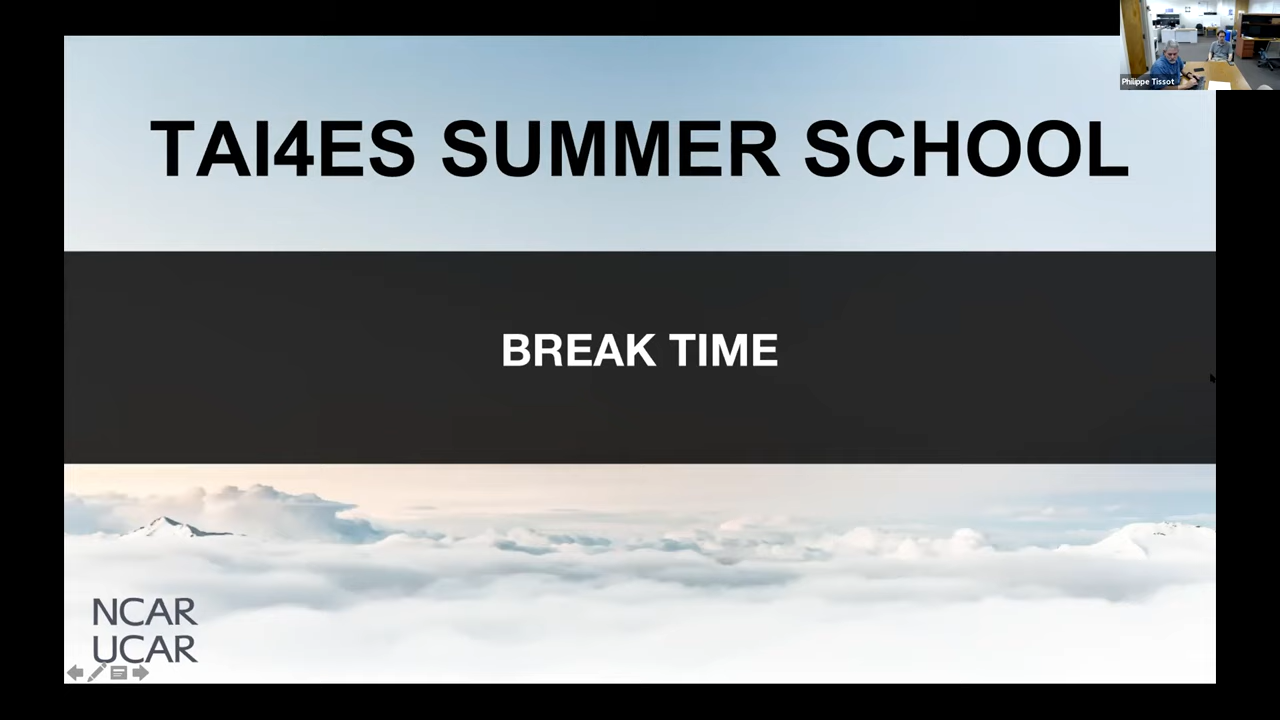 Philippe Tissot
TAI4ES SUMMER SCHOOL
BREAK TIME
NCAR
UCAR